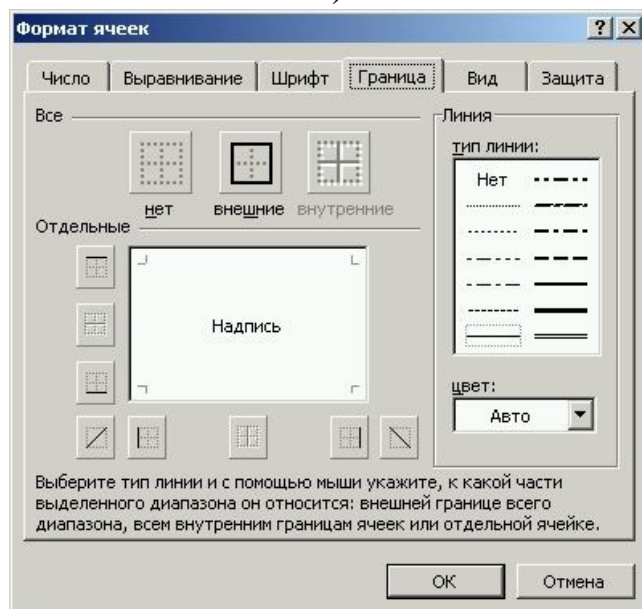 )
Формат ячеек
Число Выравнивание Шрифт Граница Вид Защита
Все
Линия
тип линии:
Нет
нет внешние внутренние
Отдельные
Надпись
цвет:
Авто
Выберите тип линии и с помощью мыши укажите, к какой части
выделенного диапазона он относится: внешней границе всего
диапазона, всем внутренним границам ячеек или отдельной ячейке.
ОК Отмена